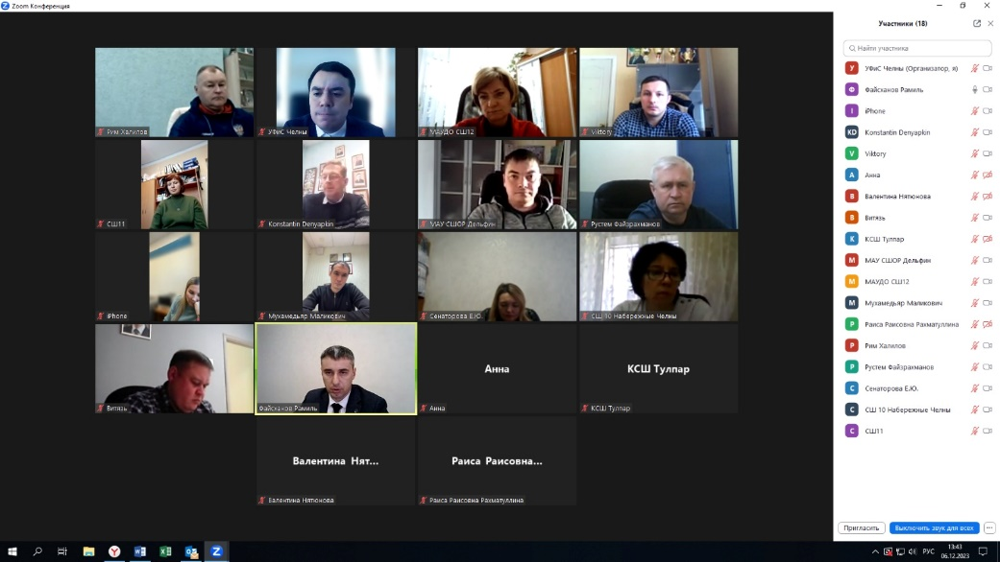 Zoom Конференция
Рим Халилов
УФиС Челны
МАУДО СШ12
Viktory
СШ11
Konstantin Denyapkin
МАУ СШОР Дельфин
Рустем Файзрахманов
iPhone
Мухамедьяр Маликович
Сенаторова Е.Ю.
СШ 10 Набережные Челны
Витязь
Файсханов Рамиль
Анна
Анна
КСШ Тулпар
КСШ Тулпар
Валентина Нят...
Валентина Нятюнова
Раиса Раисовна...
Раиса Раисовна Рахматуллина
Участники (18)
Найти участника
У УФиС Челны (Организатор, я)
Ф Файсханов Рамиль
I iPhone
KD Konstantin Denyapkin
V Viktory
А Анна
В Валентина Нятюнова
В Витязь
К КСШ Тулпар
М МАУ СШОР Дельфин
М МАУДО СШ12
М Мухамедьяр Маликович
Р Раиса Раисовна Рахматуллина
Р Рим Халилов
Р Рустем Файзрахманов
С Сенаторова Е.Ю.
С СШ 10 Набережные Челны
С СШ11
Пригласить
Выключить звук для всех
РУС
13:43
06.12.2023